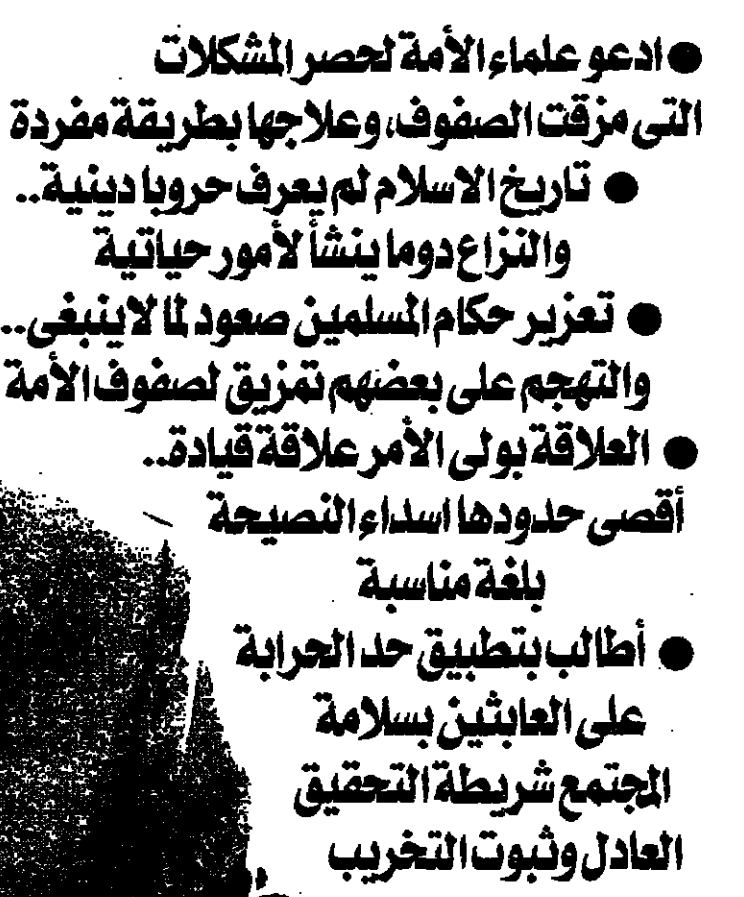 ● ادعو علماء الأمة لحصر المشكلات
التى مزقت الصفوف، وعلاجها بطريقة مفردة
● تاريخ الاسلام لم يعرف حروبا دينية..
والنزاع دوما ينشأ لأمور حياتية
● تعزير حكام المسلمين صعود لما لاينبغى..
والتهجم على بعضهم تمزيق لصفوف الأمة
● العلاقة بولى الأمر علاقة قيادة..
أقصى حدودها اسداء النصيحة
بلغة مناسبة
● أطالب بتطبيق حد الحرابة
على العابثين بسلامة
المجتمع شريطة التحقيق
العادل وثبوت التخريب